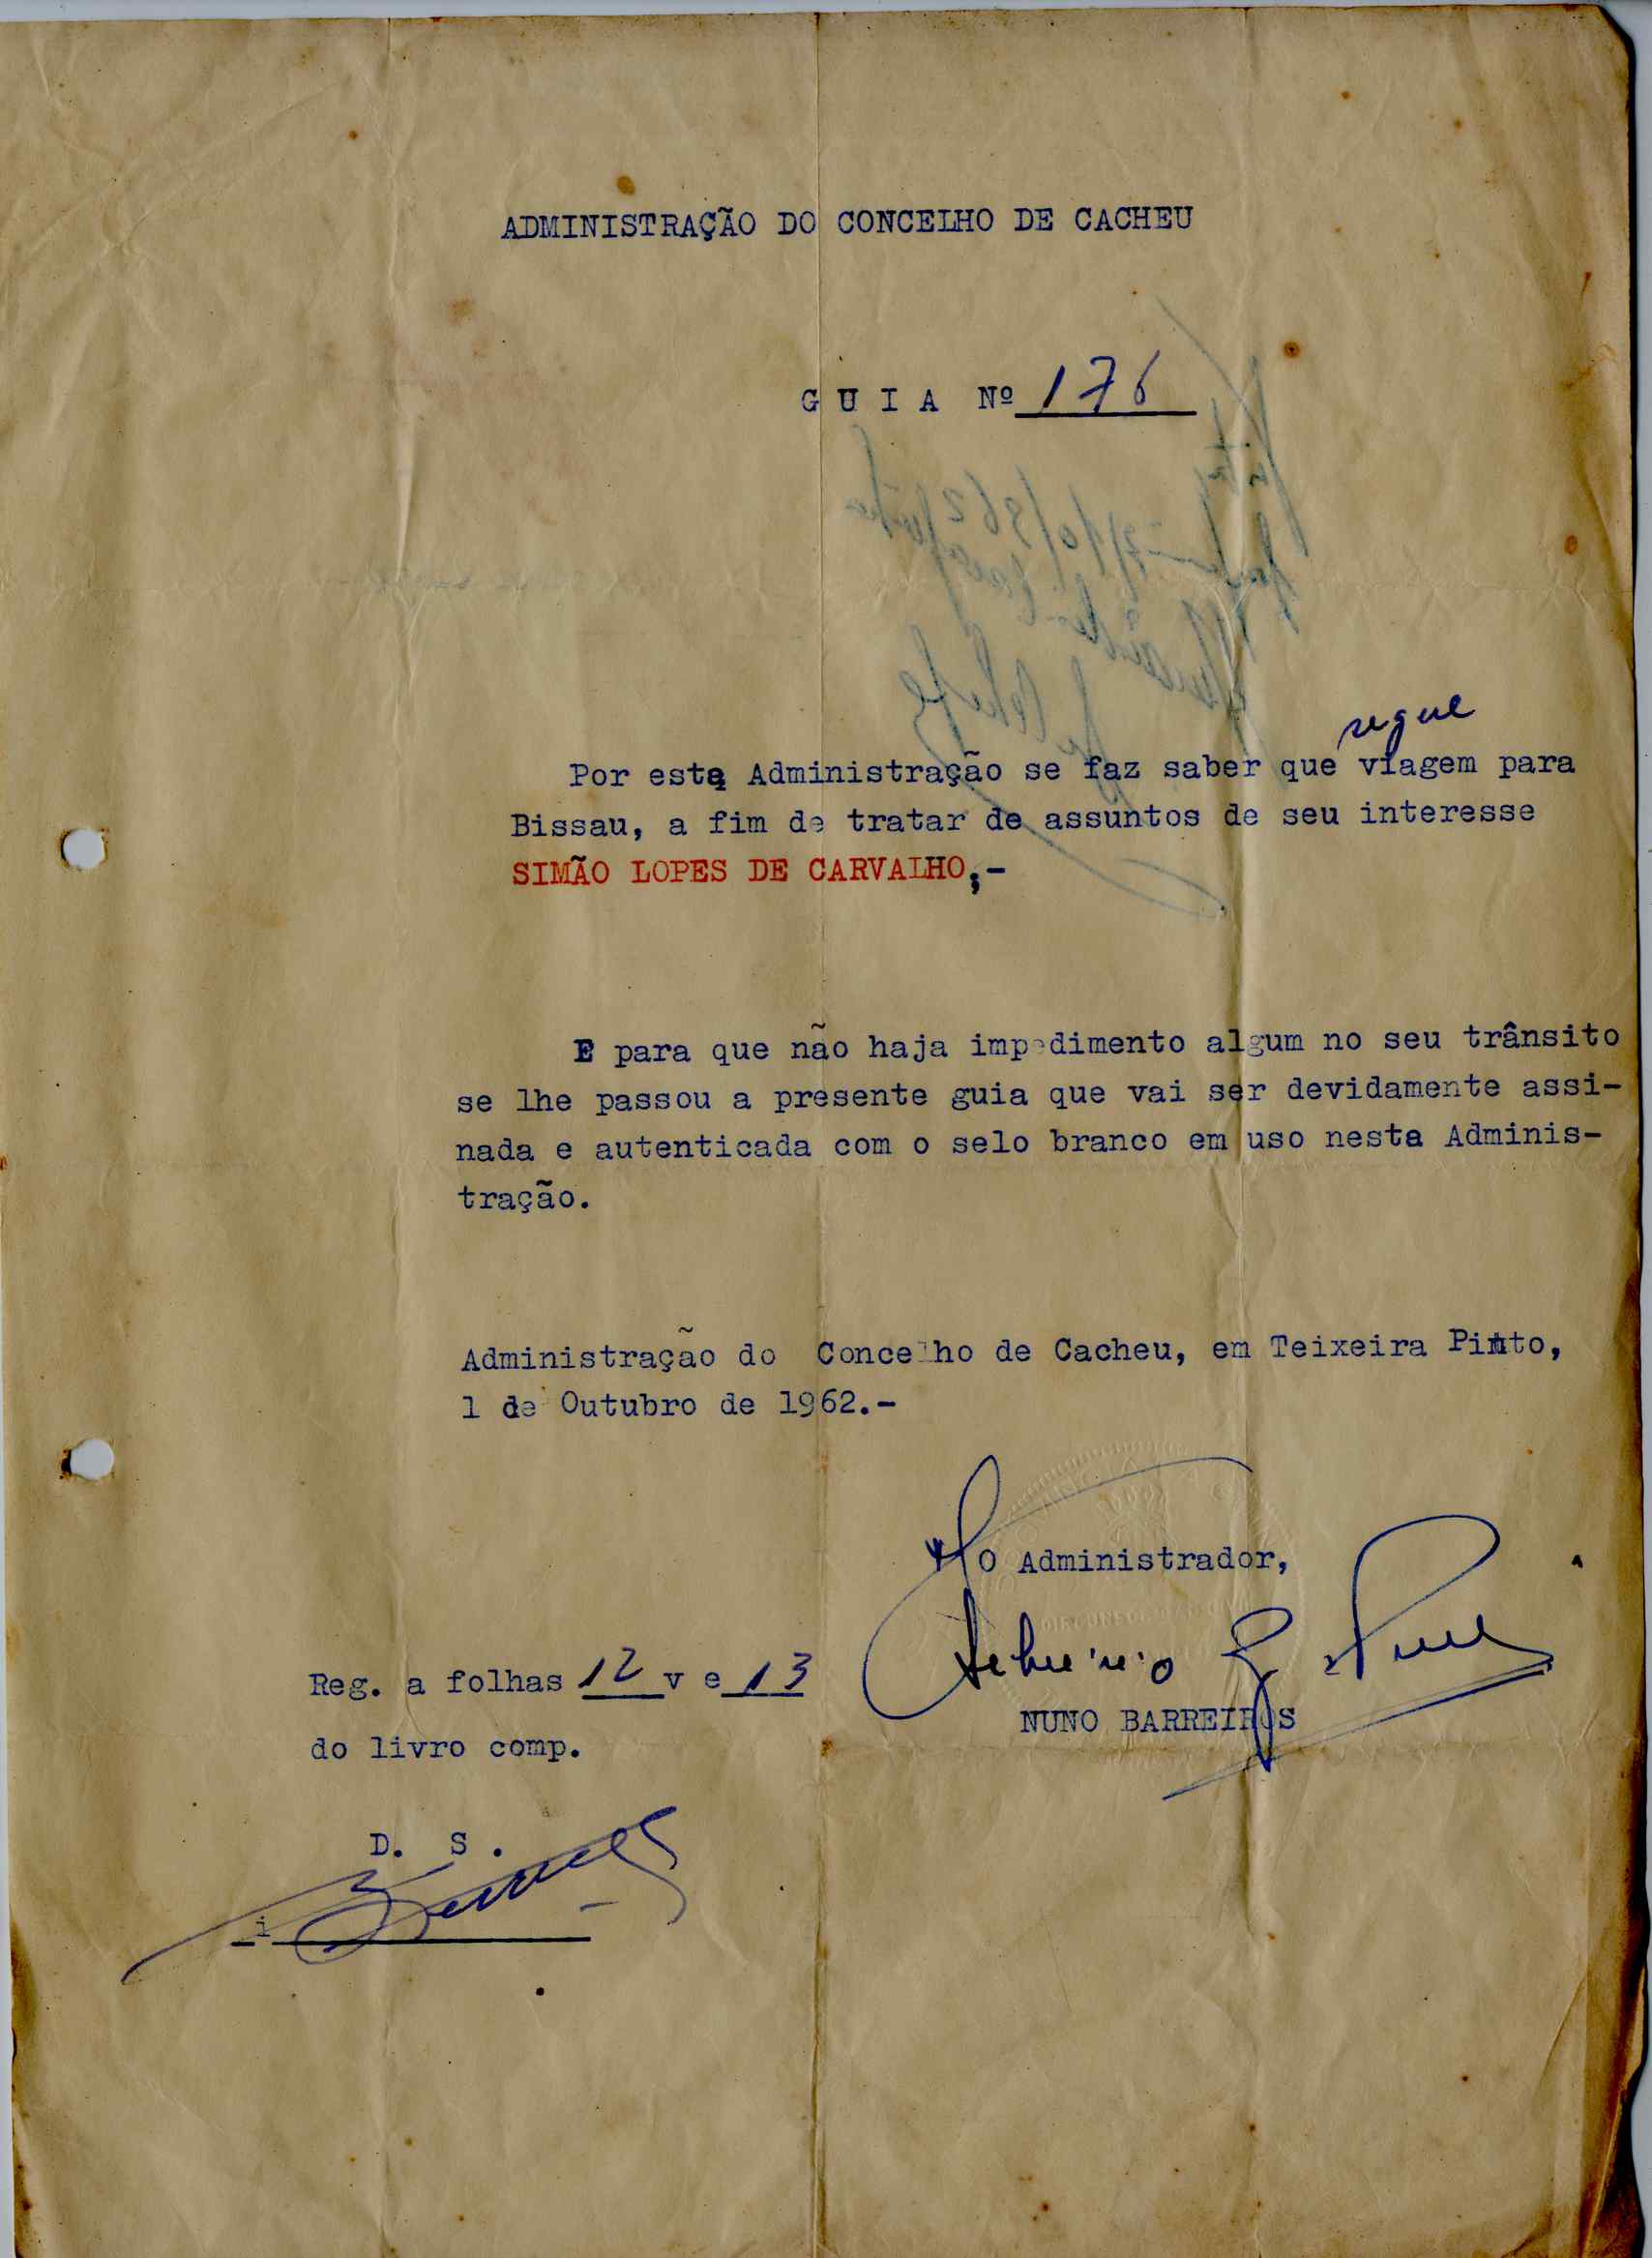 ADMINISTRAÇÃO DO CONCELHO DE CACHEU
GUIA Nº 176
segue
Por esta Administração se faz saber que viagem para
Bissau, a fim de tratar de assuntos de seu interesse
SIMÃO LOPES DE CARVALHO,-
E para que não haja impedimento algum no seu trânsito
se lhe passou a presente guia que vai ser devidamente assi-
nada e autenticada com o selo branco em uso nesta Adminis-
tração.
Administração do Concelho de Cacheu, em Teixeira Pinto,
1 de Outubro de 1962.-
O Administrador,
NUNO BARREIROS
Reg. a folhas 12 v e 13
do livro comp.
D. S.